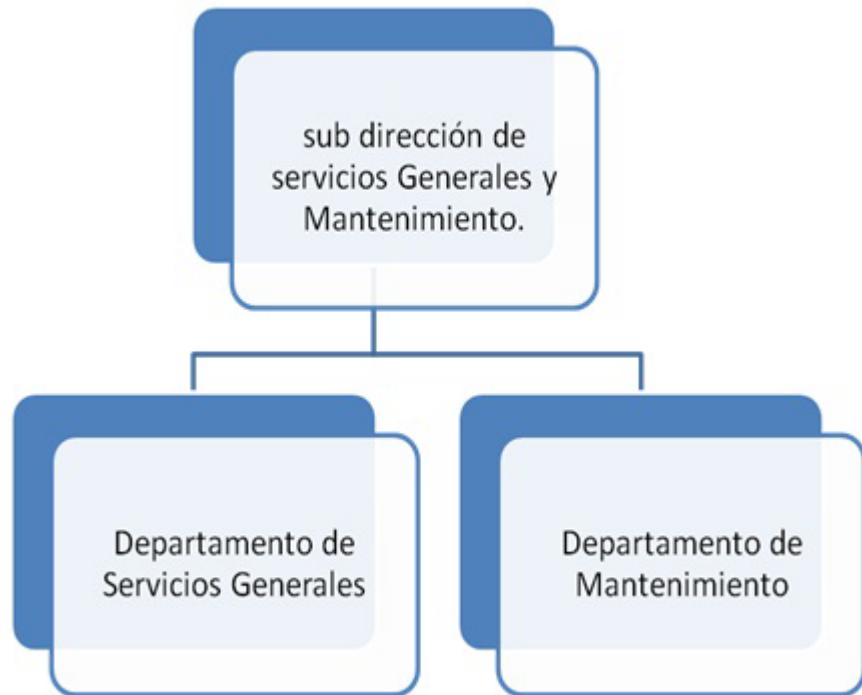 sub dirección de
servicios Generales y
Mantenimiento.
Departamento de
Servicios Generales
Departamento de
Mantenimiento